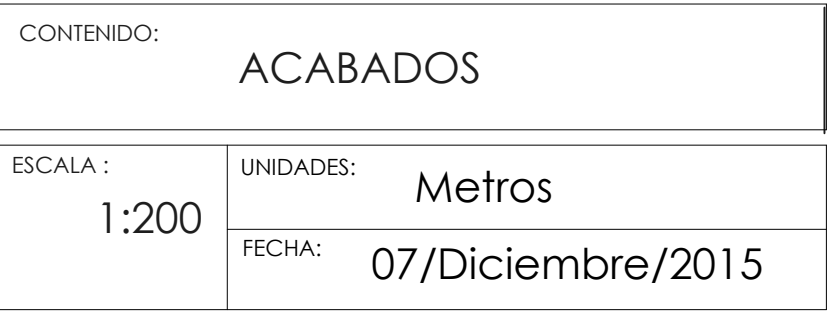 CONTENIDO:
ACABADOS
ESCALA :
1:200
UNIDADES:
Metros
FECHA:
07/Diciembre/2015